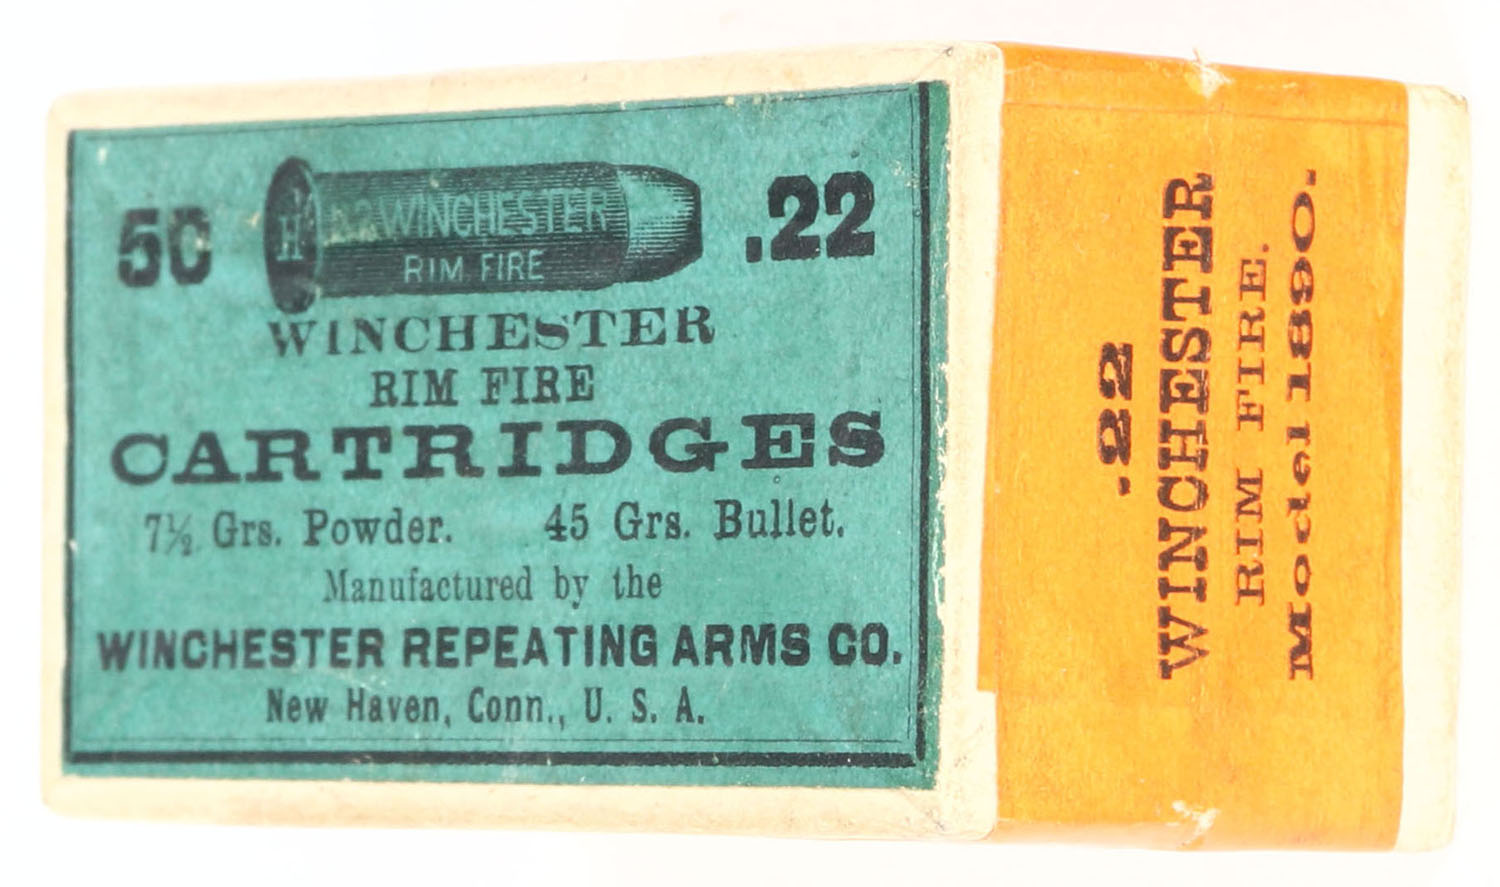 50 .22
H
.22 WINCHESTER
RIM FIRE
WINCHESTER
RIM FIRE
CARTRIDGES
7½ Grs. Powder. 45 Grs. Bullet.
Manufactured by the
WINCHESTER REPEATING ARMS CO.
New Haven, Conn., U. S. A.
.22
WINCHESTER
RIM FIRE.
Model 1890.